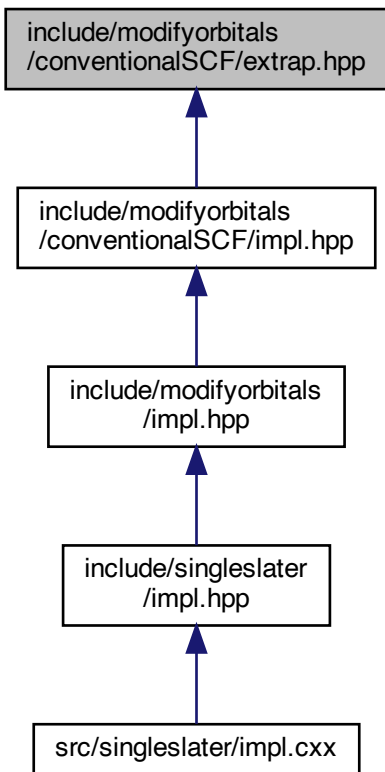 include/modifyorbitals
/conventionalSCF/extrap.hpp
include/modifyorbitals
/conventionalSCF/impl.hpp
include/modifyorbitals
/impl.hpp
include/singleslater
/impl.hpp
src/singleslater/impl.cxx